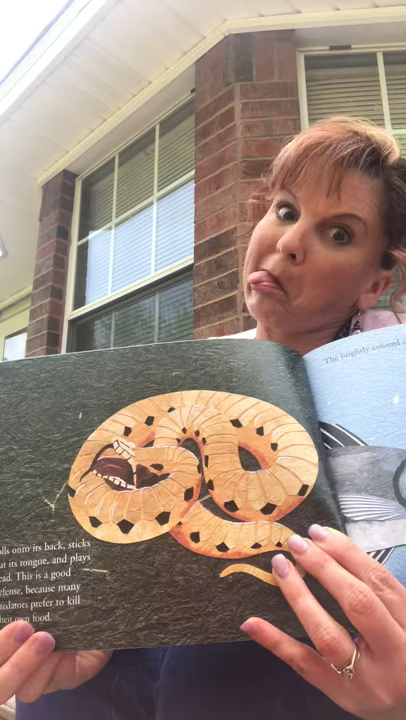 The brightly colored
lls onto its back, sticks
ut its tongue, and plays
ead. This is a good
efense, because many
redators prefer to kill
heir own food.